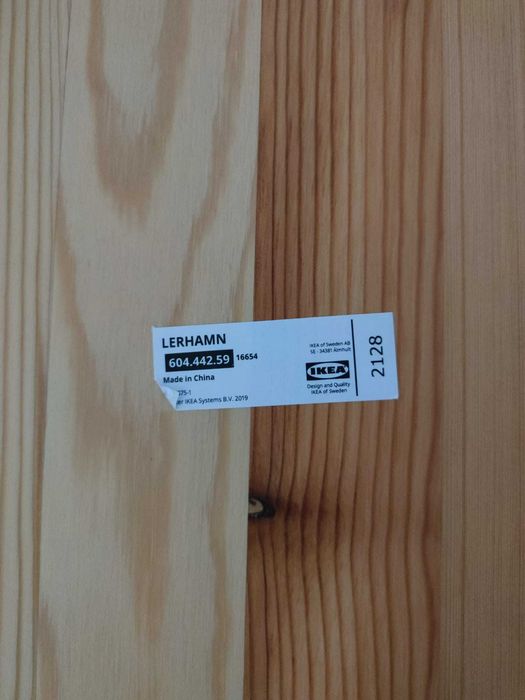 LERHAMN
604.442.59 16654
Made in China
IKEA Systems B.V. 2019
IKEA of Sweden AB
SE - 34381 Älmhult
IKEA
Design and Quality
IKEA of Sweden
2128